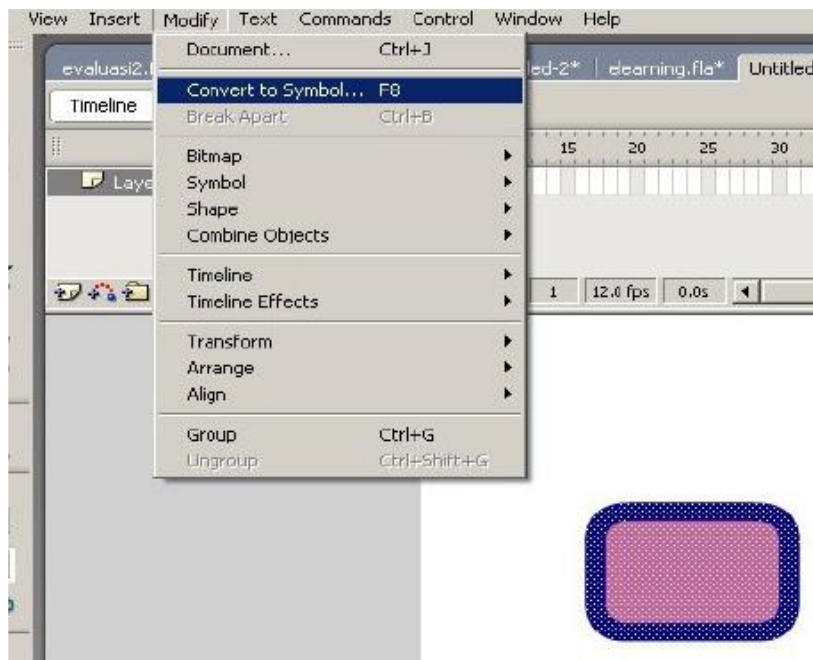 View Insert Modify Text Commands Control Window Help
Document... Ctrl+J
evaluasi2. ed-2* elearning.fla* Untitled
Convert to Symbol... F8
Timeline
Break Apart Ctrl+B
15 20 25 30
Bitmap
Laye
Symbol
Shape
Combine Objects
Timeline
1 12.0 fps 0.0s
Timeline Effects
Transform
Arrange
Align
Group Ctrl+G
Ungroup Ctrl+Shift+G